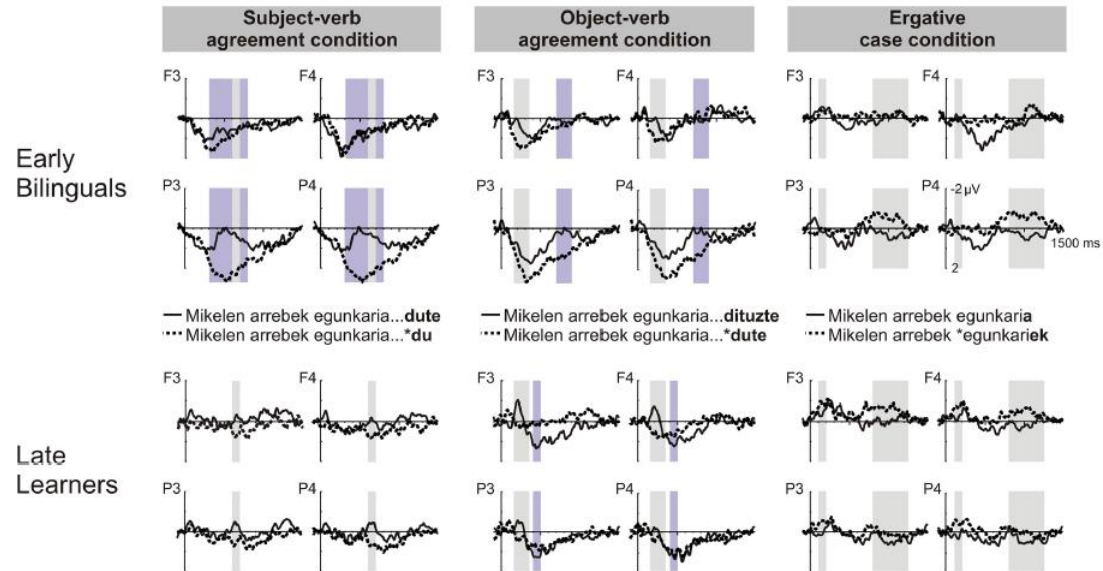 Subject-verb
agreement condition
Object-verb
agreement condition
Ergative
case condition
F3 F4 F3 F4 F3 F4
Early
Bilinguals
P3 P4 P3 P4 P3 P4
-2 µV
1500 ms
2
Mikelen arrebek egunkaria...dute
Mikelen arrebek egunkaria...*du
Mikelen arrebek egunkaria...dituzte
Mikelen arrebek egunkaria...*dute
Mikelen arrebek egunkaria
Mikelen arrebek *egunkariek
F3 F4 F3 F4 F3 F4
Late
Learners
P3 P4 P3 P4 P3 P4